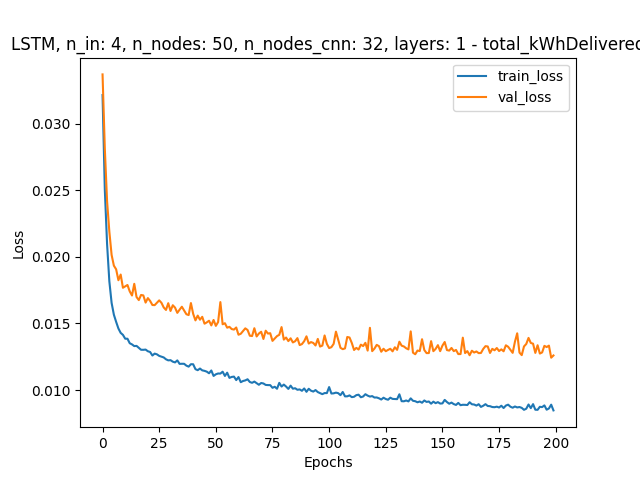 LSTM, n_in: 4, n_nodes: 50, n_nodes_cnn: 32, layers: 1 - total_kWhDelivered
train_loss
val_loss
0.030
0.025
0.020
0.015
0.010
Loss
0 25 50 75 100 125 150 175 200
Epochs